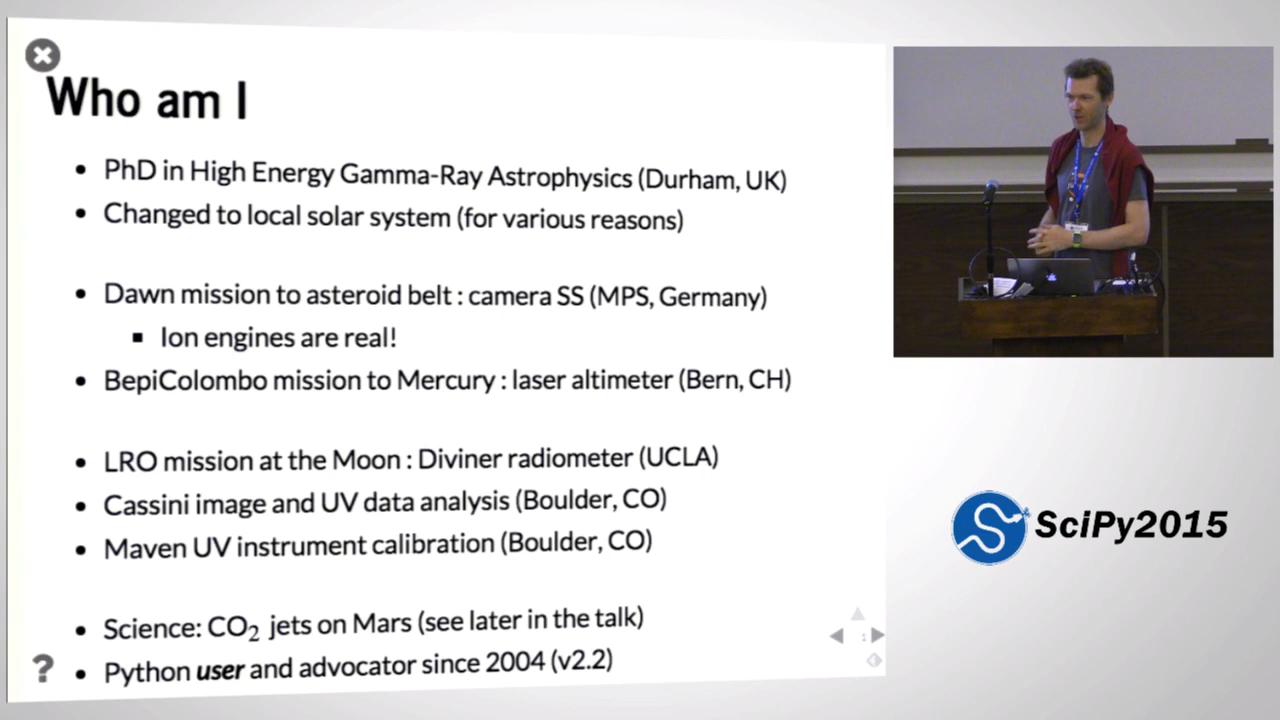 Who am I
• PhD in High Energy Gamma-Ray Astrophysics (Durham, UK)
• Changed to local solar system (for various reasons)
• Dawn mission to asteroid belt : camera SS (MPS, Germany)
▪ Ion engines are real!
• BepiColombo mission to Mercury : laser altimeter (Bern, CH)
• LRO mission at the Moon : Diviner radiometer (UCLA)
• Cassini image and UV data analysis (Boulder, CO)
• Maven UV instrument calibration (Boulder, CO)
• Science: CO₂ jets on Mars (see later in the talk)
• Python user and advocator since 2004 (v2.2)
?
1
SciPy2015